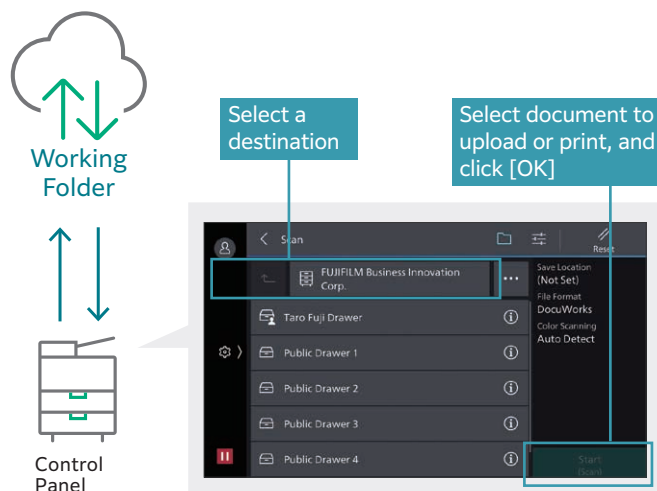 Select a
destination
Select document to
upload or print, and
click [OK]
Working
Folder
Scan
Reset
FUJIFILM Business Innovation
Corp.
...
Save Location
(Not Set)
File Format
DocuWorks
Color Scanning
Auto Detect
Taro Fuji Drawer
Public Drawer 1
Public Drawer 2
Public Drawer 3
Public Drawer 4
Start
(Scan)
Control
Panel